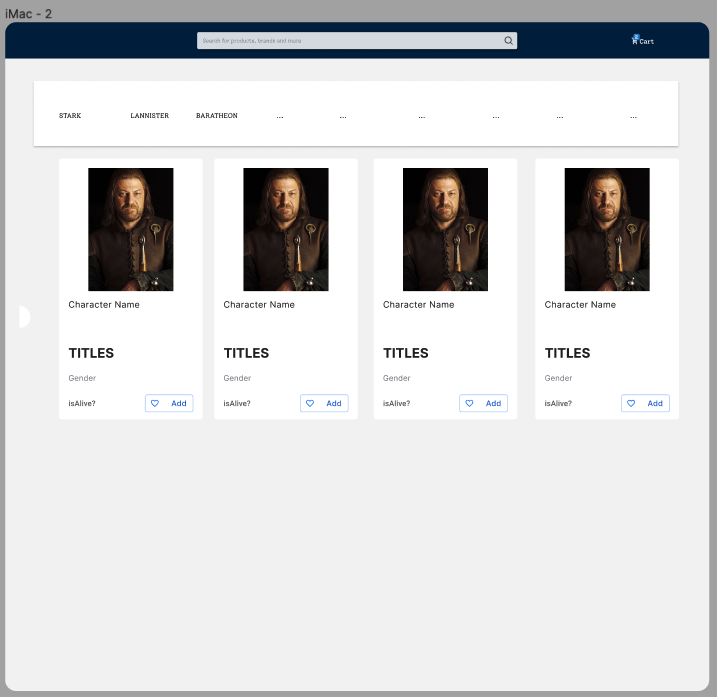 iMac - 2
Search for products, brands and more
2
Cart
STARK LANNISTER BARATHEON ... ... ... ... ... ...
Character Name Character Name Character Name Character Name
TITLES TITLES TITLES TITLES
Gender Gender Gender Gender
isAlive? Add isAlive? Add isAlive? Add isAlive? Add